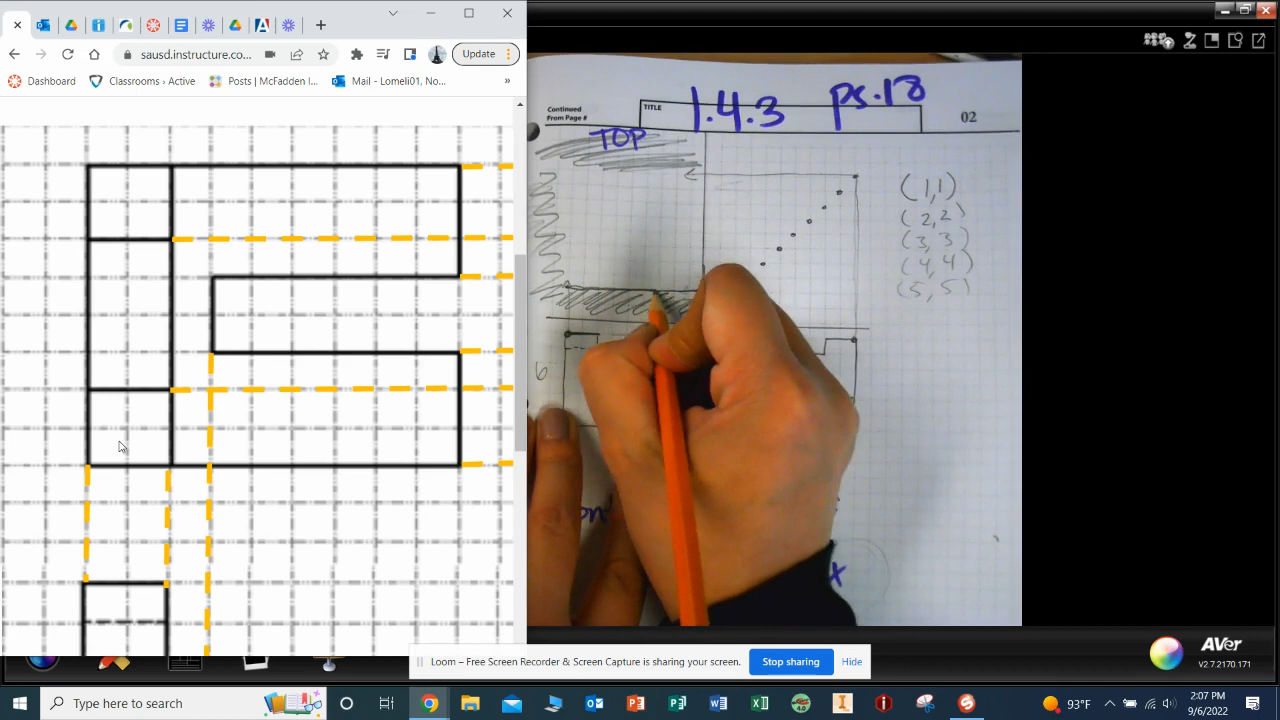 sausd.instructure.co...
Update
Dashboard
Classrooms › Active
Posts | McFadden I...
Mail - Lomeli01, No...
»
Continued
From Page #
TITLE
1.4.3 ps.18
02
TOP
(1,1)
(2,2)
(3,3)
(4,4)
(5,5)
6
on
Loom – Free Screen Recorder & Screen Capture is sharing your screen.
Stop sharing
Hide
AVer
v2.7.2170.171
Type here to search
93°F
2:07 PM
9/6/2022